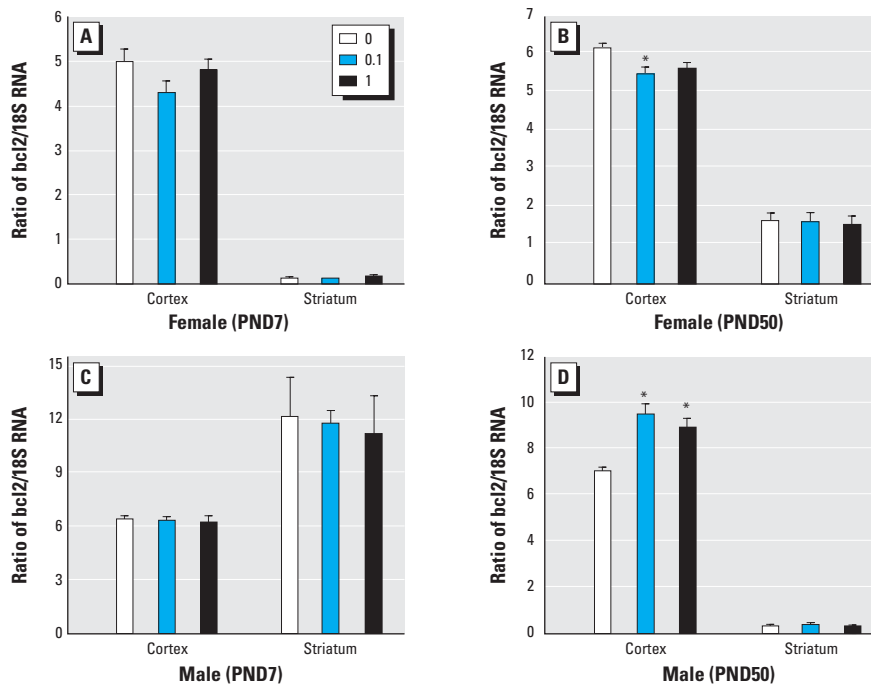 A
Ratio of bcl2/18S RNA
6
5
4
3
2
1
0
0
0.1
1
Cortex
Striatum
Female (PND7)
B
Ratio of bcl2/18S RNA
7
6
5
4
3
2
1
0
*
Cortex
Striatum
Female (PND50)
C
Ratio of bcl2/18S RNA
15
12
9
6
3
0
Cortex
Striatum
Male (PND7)
D
Ratio of bcl2/18S RNA
12
10
8
6
4
2
0
*
*
Cortex
Striatum
Male (PND50)